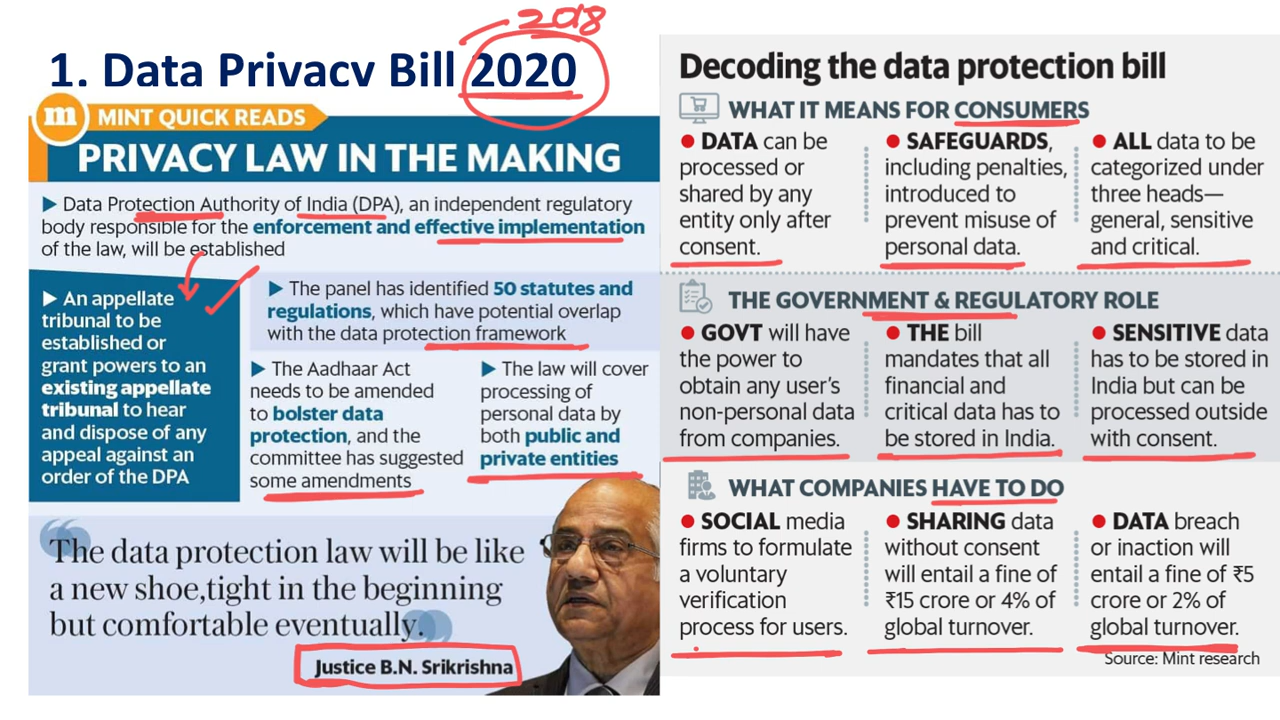 2018
1. Data Privacy Bill 2020
m MINT QUICK READS
PRIVACY LAW IN THE MAKING
▶ Data Protection Authority of India (DPA), an independent regulatory
body responsible for the enforcement and effective implementation
of the law, will be established
▶ An appellate
tribunal to be
established or
grant powers to an
existing appellate
tribunal to hear
and dispose of any
appeal against an
order of the DPA
▶ The panel has identified 50 statutes and
regulations, which have potential overlap
with the data protection framework
▶ The Aadhaar Act
needs to be amended
to bolster data
protection, and the
committee has suggested
some amendments
▶ The law will cover
processing of
personal data by
both public and
private entities
“The data protection law will be like
a new shoe,tight in the beginning
but comfortable eventually.”
Justice B.N. Srikrishna
Decoding the data protection bill
WHAT IT MEANS FOR CONSUMERS
● DATA can be
processed or
shared by any
entity only after
consent.
● SAFEGUARDS,
including penalties,
introduced to
prevent misuse of
personal data.
● ALL data to be
categorized under
three heads—
general, sensitive
and critical.
THE GOVERNMENT & REGULATORY ROLE
● GOVT will have
the power to
obtain any user's
non-personal data
from companies.
● THE bill
mandates that all
financial and
critical data has to
be stored in India.
● SENSITIVE data
has to be stored in
India but can be
processed outside
with consent.
WHAT COMPANIES HAVE TO DO
● SOCIAL media
firms to formulate
a voluntary
verification
process for users.
● SHARING data
without consent
will entail a fine of
₹15 crore or 4% of
global turnover.
● DATA breach
or inaction will
entail a fine of ₹5
crore or 2% of
global turnover.
Source: Mint research